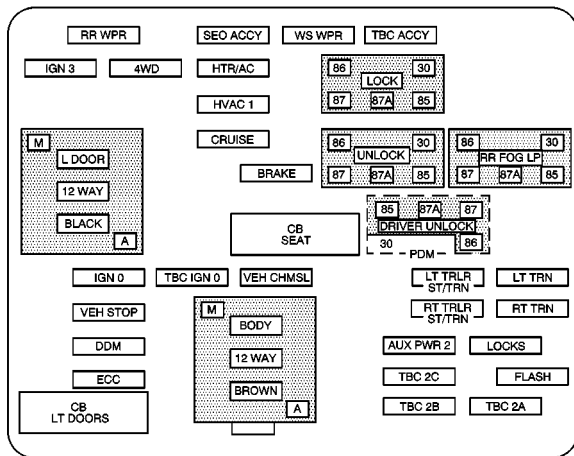 RR WPR
SEO ACCY
WS WPR
TBC ACCY
IGN 3
4WD
HTR/AC
86
30
LOCK
87
87A
85
HVAC 1
CRUISE
M
L DOOR
12 WAY
BLACK
A
86
30
UNLOCK
87
87A
85
86
30
RR FOG LP
87
87A
85
BRAKE
CB
SEAT
85
87A
87
DRIVER UNLOCK
30
86
PDM
IGN 0
TBC IGN 0
VEH CHMSL
LT TRLR
ST/TRN
LT TRN
VEH STOP
M
BODY
12 WAY
BROWN
A
RT TRLR
ST/TRN
RT TRN
DDM
AUX PWR 2
LOCKS
ECC
TBC 2C
FLASH
CB
LT DOORS
TBC 2B
TBC 2A